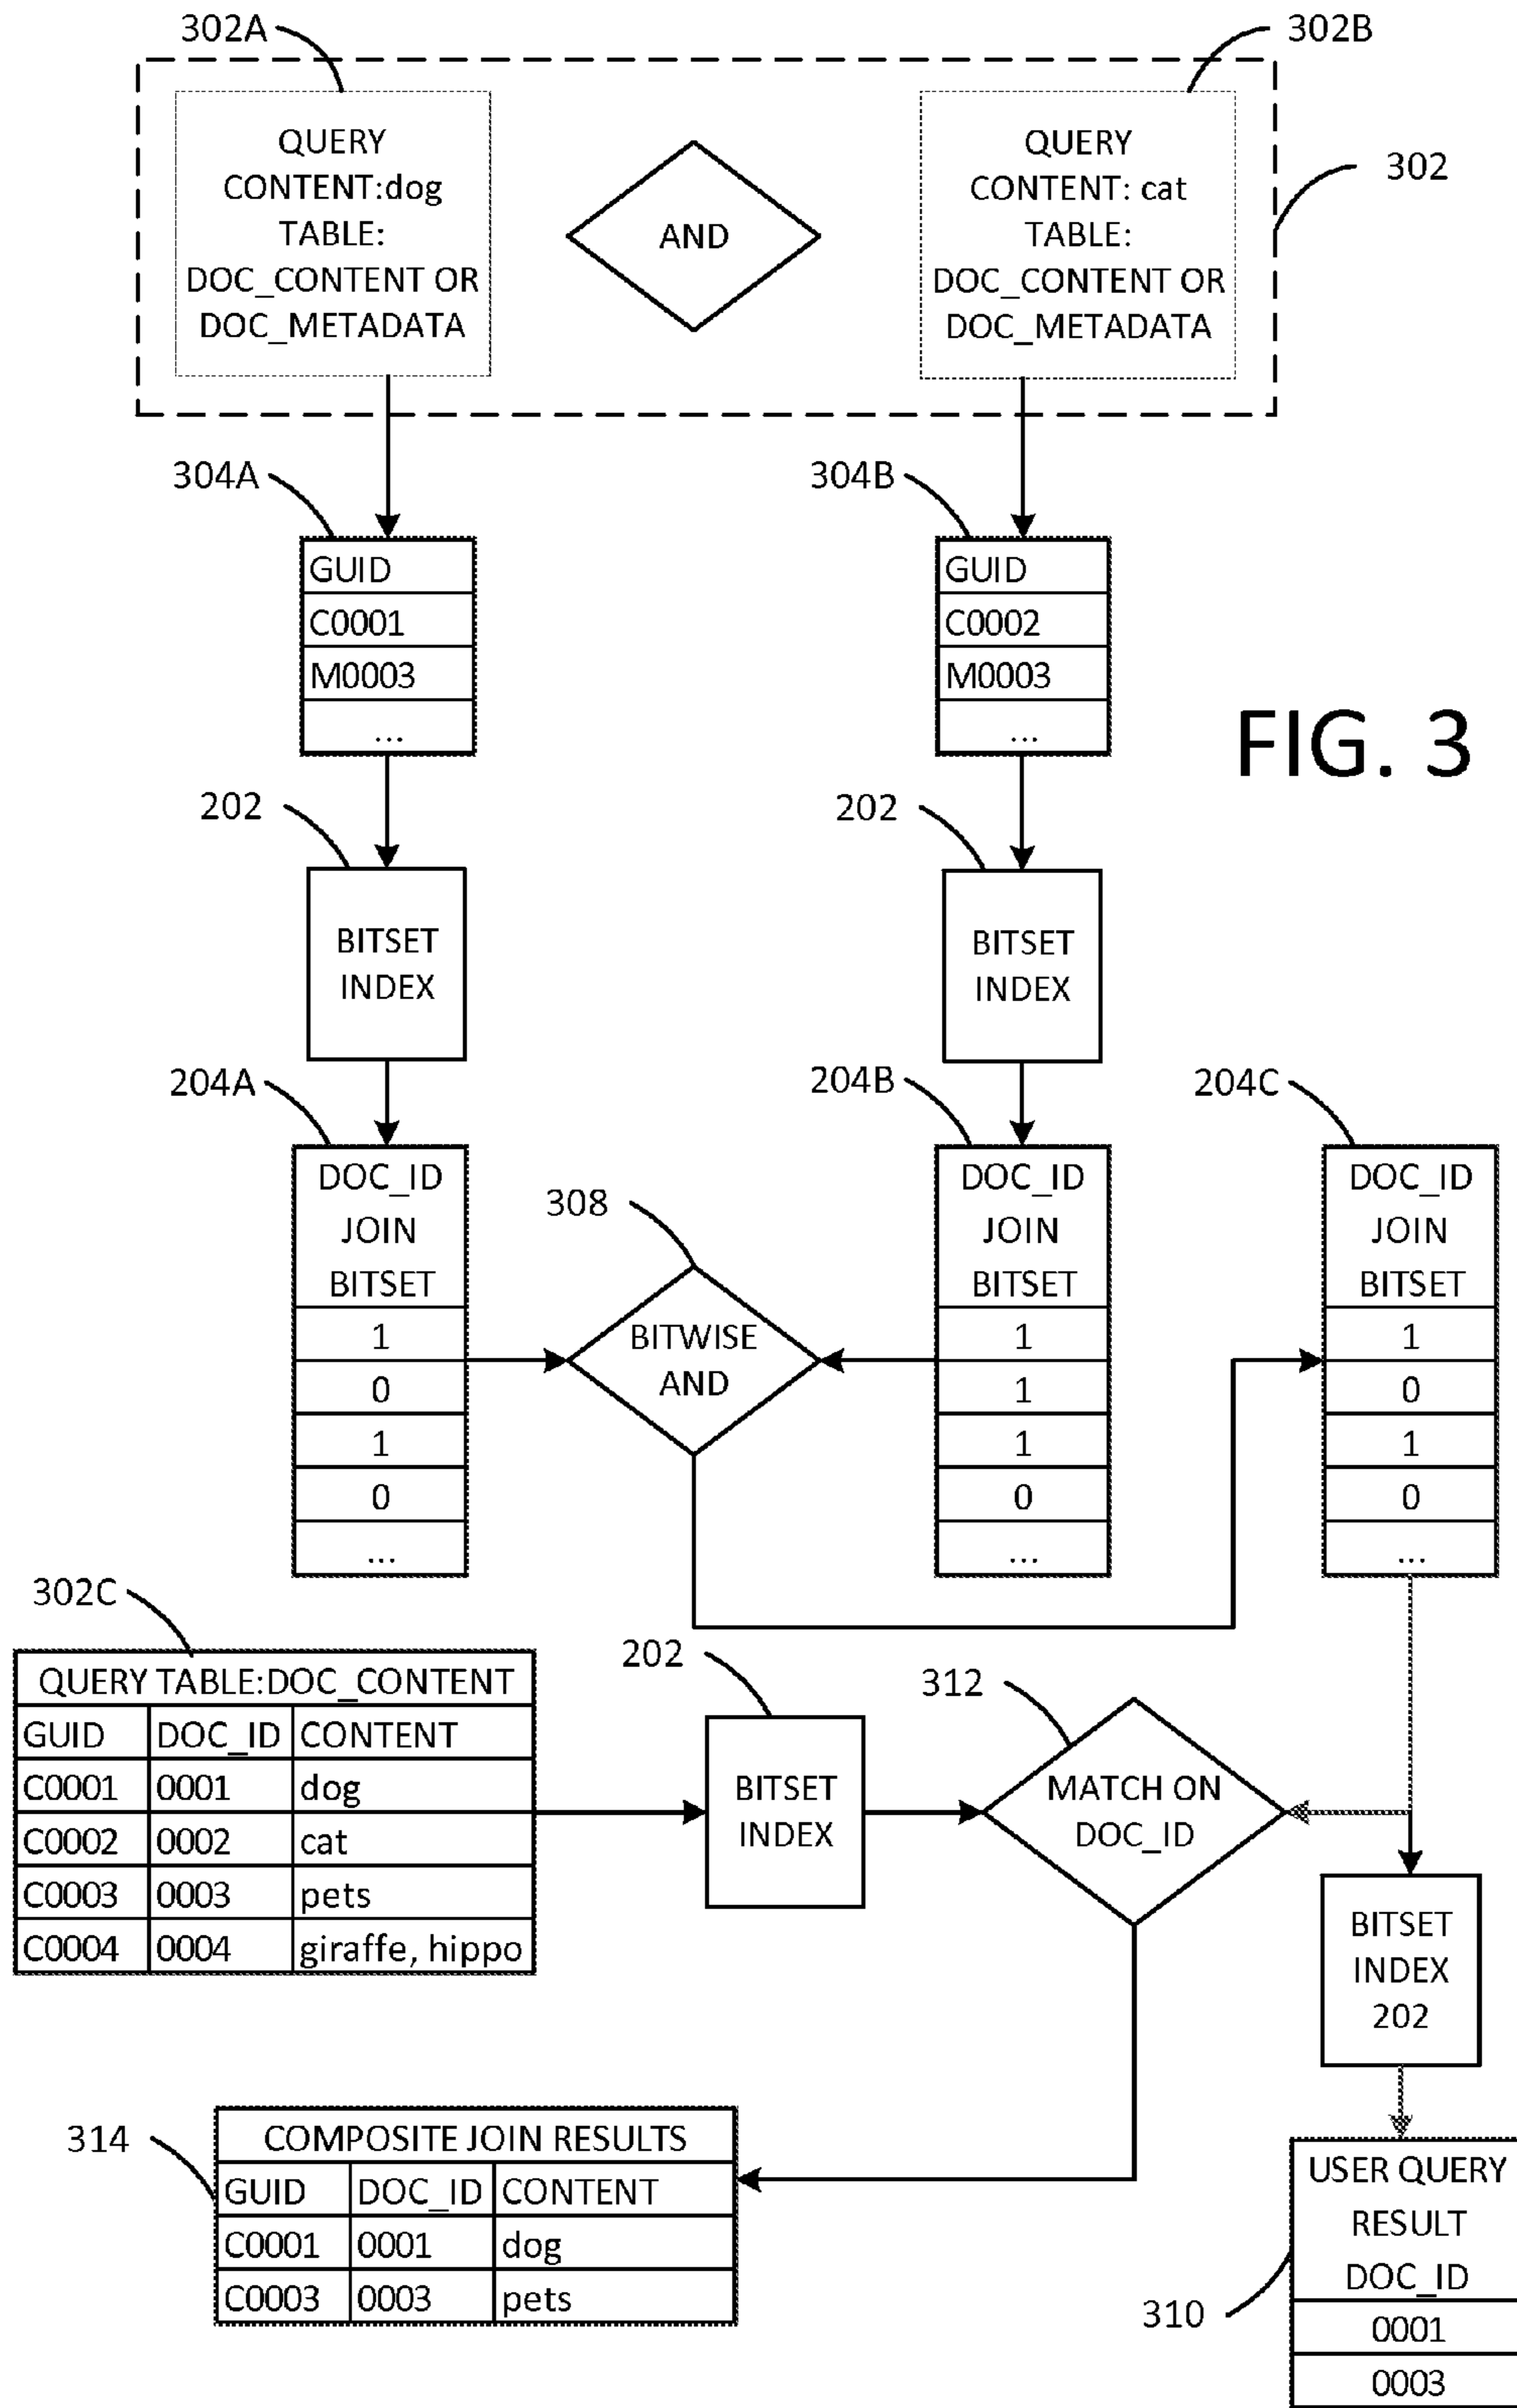 302A
302B
QUERY
CONTENT:dog
TABLE:
DOC_CONTENT OR
DOC_METADATA
AND
QUERY
CONTENT: cat
TABLE:
DOC_CONTENT OR
DOC_METADATA
302
304A
304B
GUID
C0001
M0003
...
GUID
C0002
M0003
...
FIG. 3
202
202
BITSET
INDEX
BITSET
INDEX
204A
204B
204C
DOC_ID
JOIN
BITSET
1
0
1
0
...
308
BITWISE
AND
DOC_ID
JOIN
BITSET
1
1
1
0
...
DOC_ID
JOIN
BITSET
1
0
1
0
...
302C
QUERY TABLE:DOC_CONTENT
GUID DOC_ID CONTENT
C0001 0001 dog
C0002 0002 cat
C0003 0003 pets
C0004 0004 giraffe, hippo
202
BITSET
INDEX
312
MATCH ON
DOC_ID
BITSET
INDEX
202
314
COMPOSITE JOIN RESULTS
GUID DOC_ID CONTENT
C0001 0001 dog
C0003 0003 pets
310
USER QUERY
RESULT
DOC_ID
0001
0003